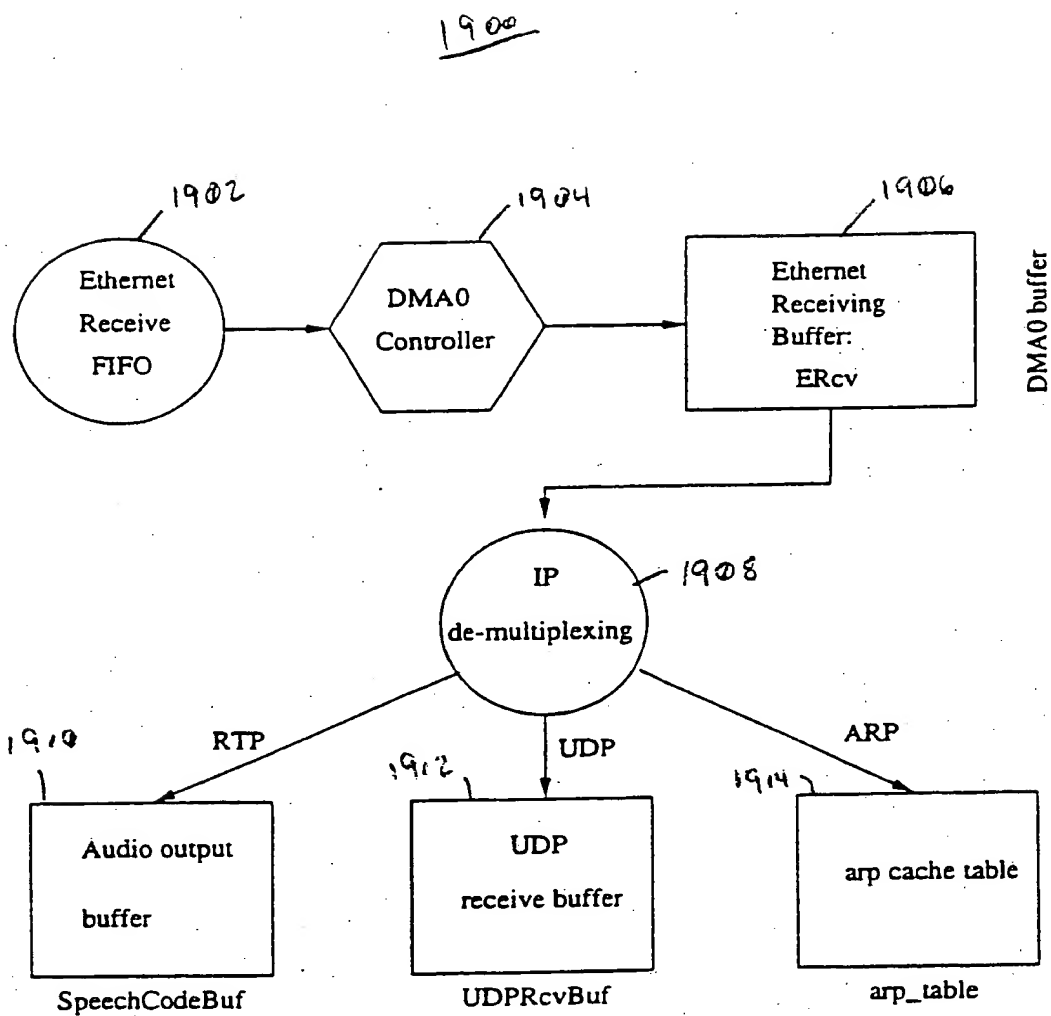 1900
1902
1904
1906
Ethernet
Receive
FIFO
DMA0
Controller
Ethernet
Receiving
Buffer:
ERcv
DMA0 buffer
IP
de-multiplexing
1908
RTP
UDP
ARP
1910
1912
1914
Audio output
buffer
UDP
receive buffer
arp cache table
SpeechCodeBuf
UDPRcvBuf
arp_table